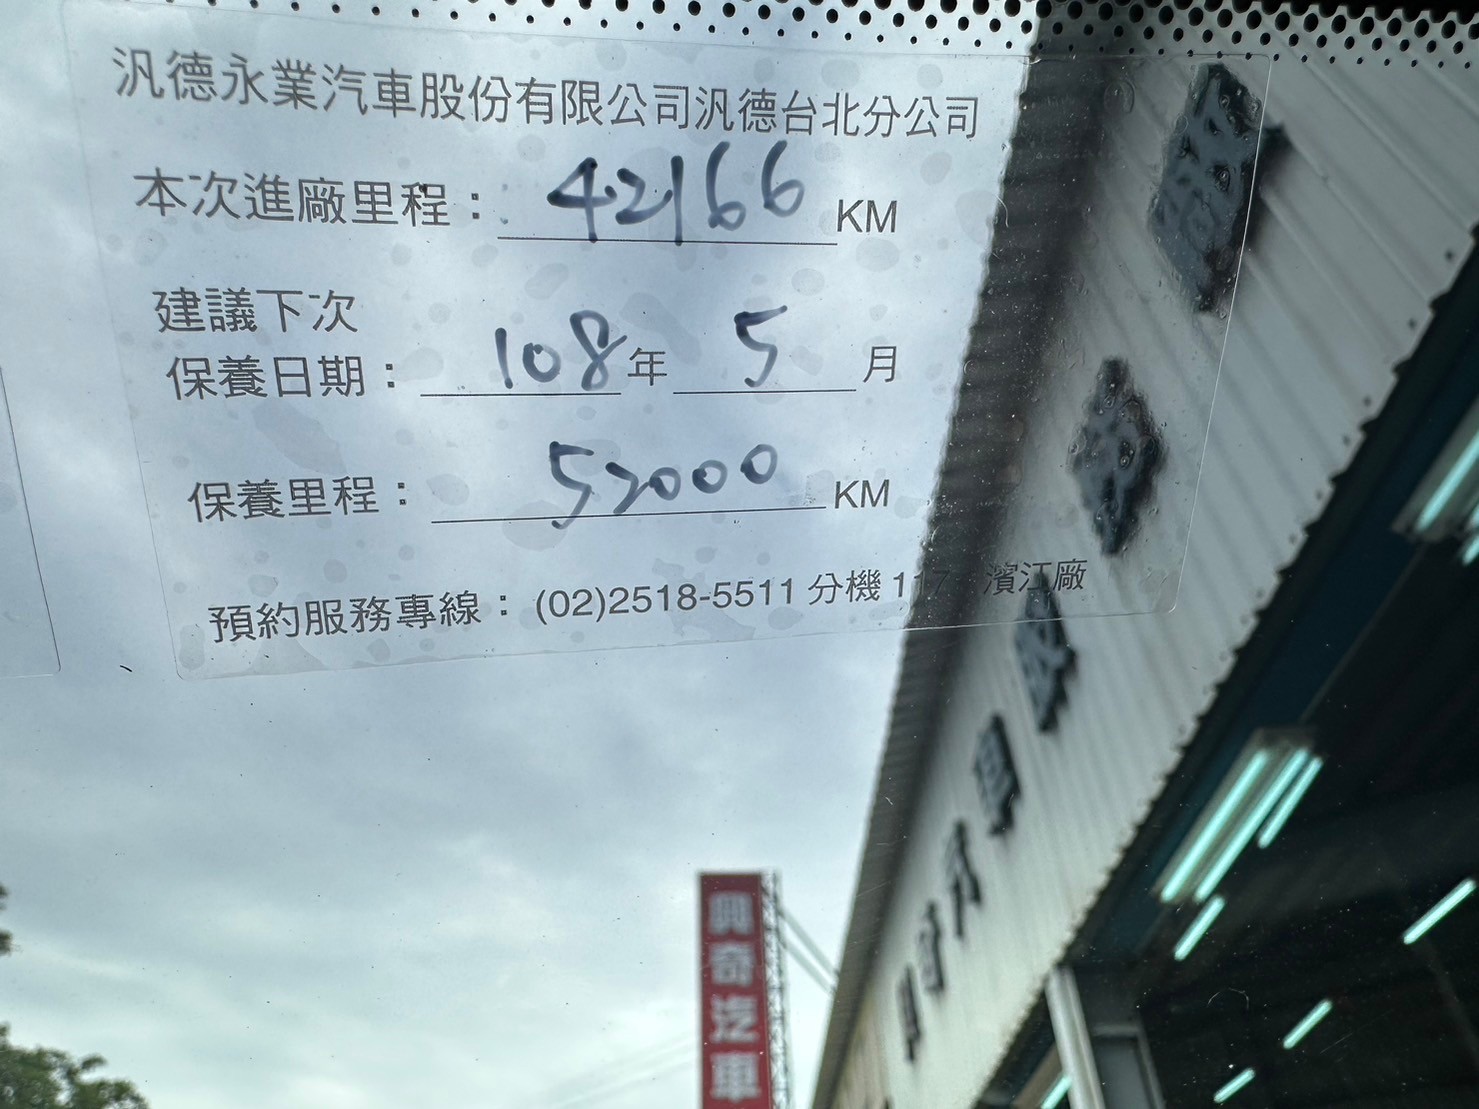 汎德永業汽車股份有限公司汎德台北分公司
本次進廠里程：42166 KM
建議下次
保養日期：108年 5 月
保養里程：52000 KM
預約服務專線：(02)2518-5511 分機 117 濱江廠
興奇汽車